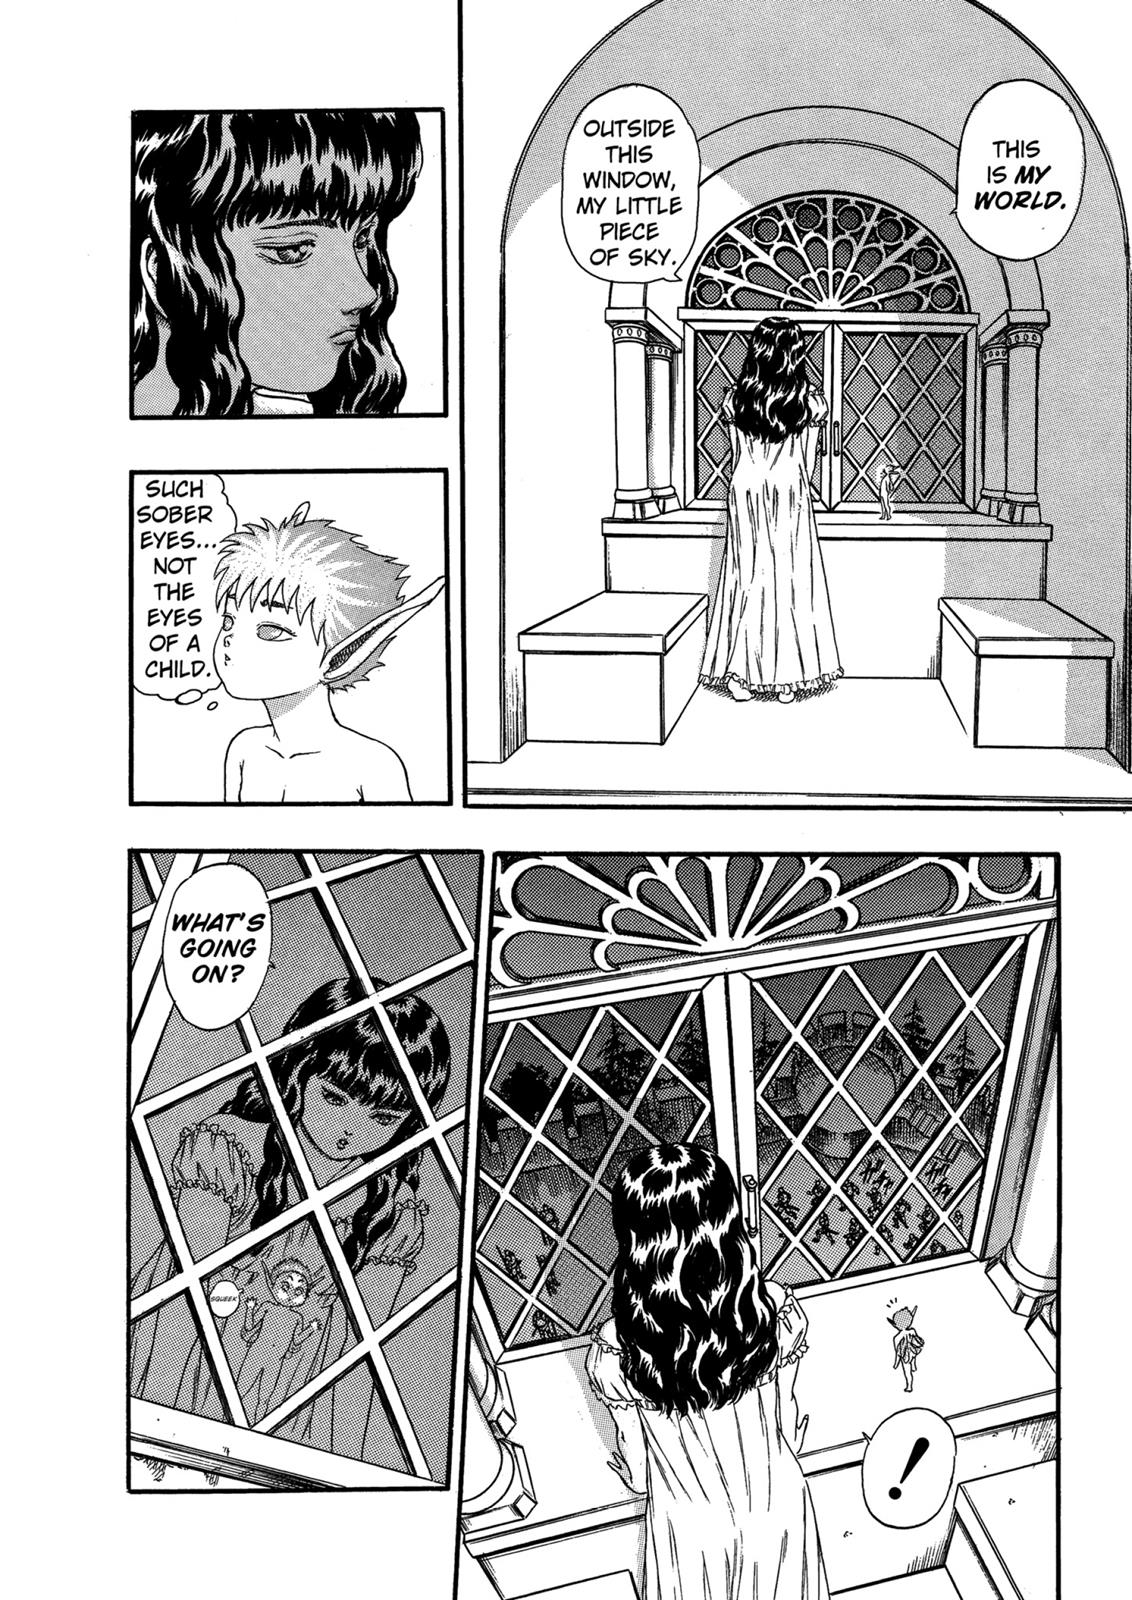 THIS
IS MY
WORLD.
OUTSIDE
THIS
WINDOW,
MY LITTLE
PIECE
OF SKY.
SUCH
SOBER
EYES...
NOT
THE
EYES
OF A
CHILD.
!
WHAT'S
GOING
ON?
SQUEEK